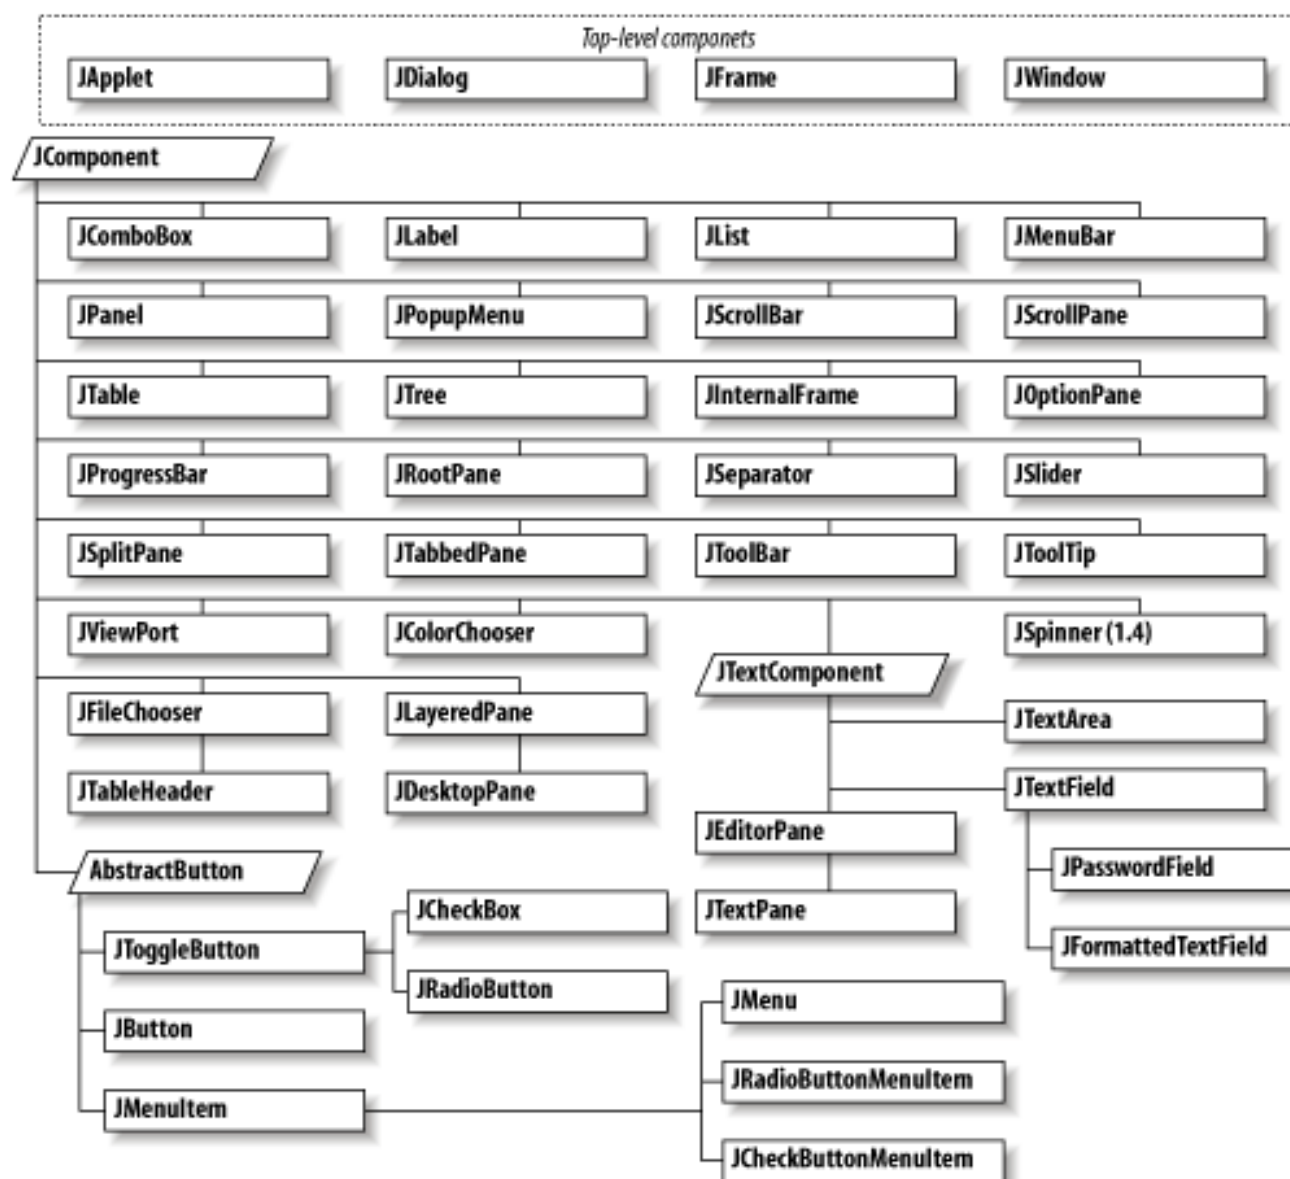 Top-level componets
JApplet
JDialog
JFrame
JWindow
JComponent
JComboBox
JLabel
JList
JMenuBar
JPanel
JPopupMenu
JScrollBar
JScrollPane
JTable
JTree
JInternalFrame
JOptionPane
JProgressBar
JRootPane
JSeparator
JSlider
JSplitPane
JTabbedPane
JToolBar
JToolTip
JViewPort
JColorChooser
JSpinner (1.4)
JTextComponent
JFileChooser
JLayeredPane
JTextArea
JTableHeader
JDesktopPane
JTextField
JEditorPane
AbstractButton
JPasswordField
JCheckBox
JTextPane
JToggleButton
JFormattedTextField
JRadioButton
JMenu
JButton
JRadioButtonMenuItem
JMenuItem
JCheckButtonMenuItem